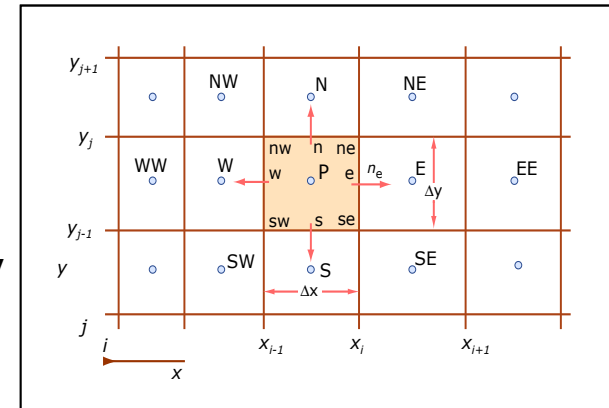 y_{j+1}
NW N NE
y_j
nw n ne
WW W w P e n_e E Δy EE
sw s se
y_{j-1}
y SW S SE
Δx
j
i x_{i-1} x_i x_{i+1}
x